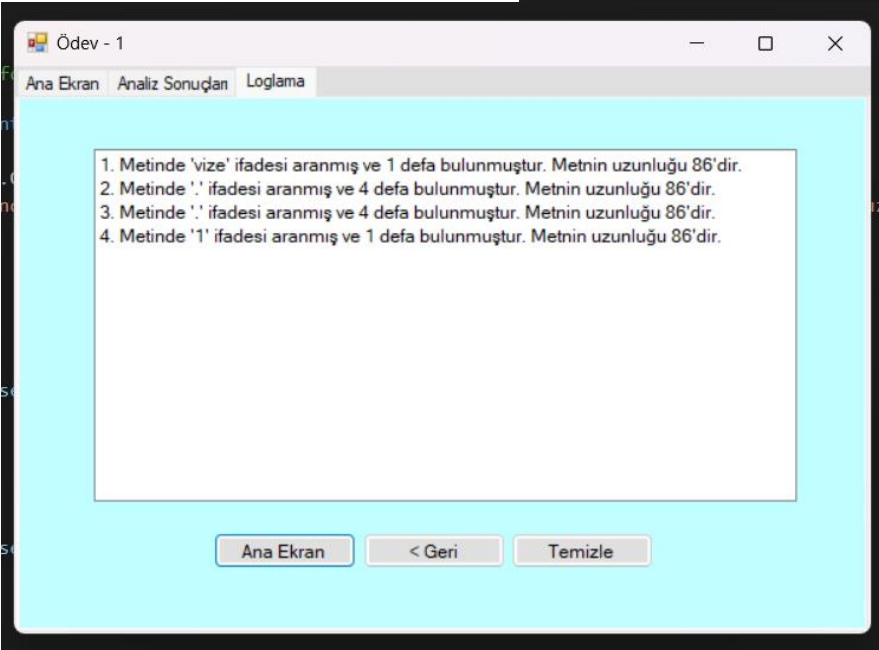 Ödev - 1
Ana Ekran Analiz Sonuçları Loglama
1. Metinde 'vize' ifadesi aranmış ve 1 defa bulunmuştur. Metnin uzunluğu 86'dir.
2. Metinde '.' ifadesi aranmış ve 4 defa bulunmuştur. Metnin uzunluğu 86'dir.
3. Metinde '.' ifadesi aranmış ve 4 defa bulunmuştur. Metnin uzunluğu 86'dir.
4. Metinde '1' ifadesi aranmış ve 1 defa bulunmuştur. Metnin uzunluğu 86'dir.
Ana Ekran < Geri Temizle